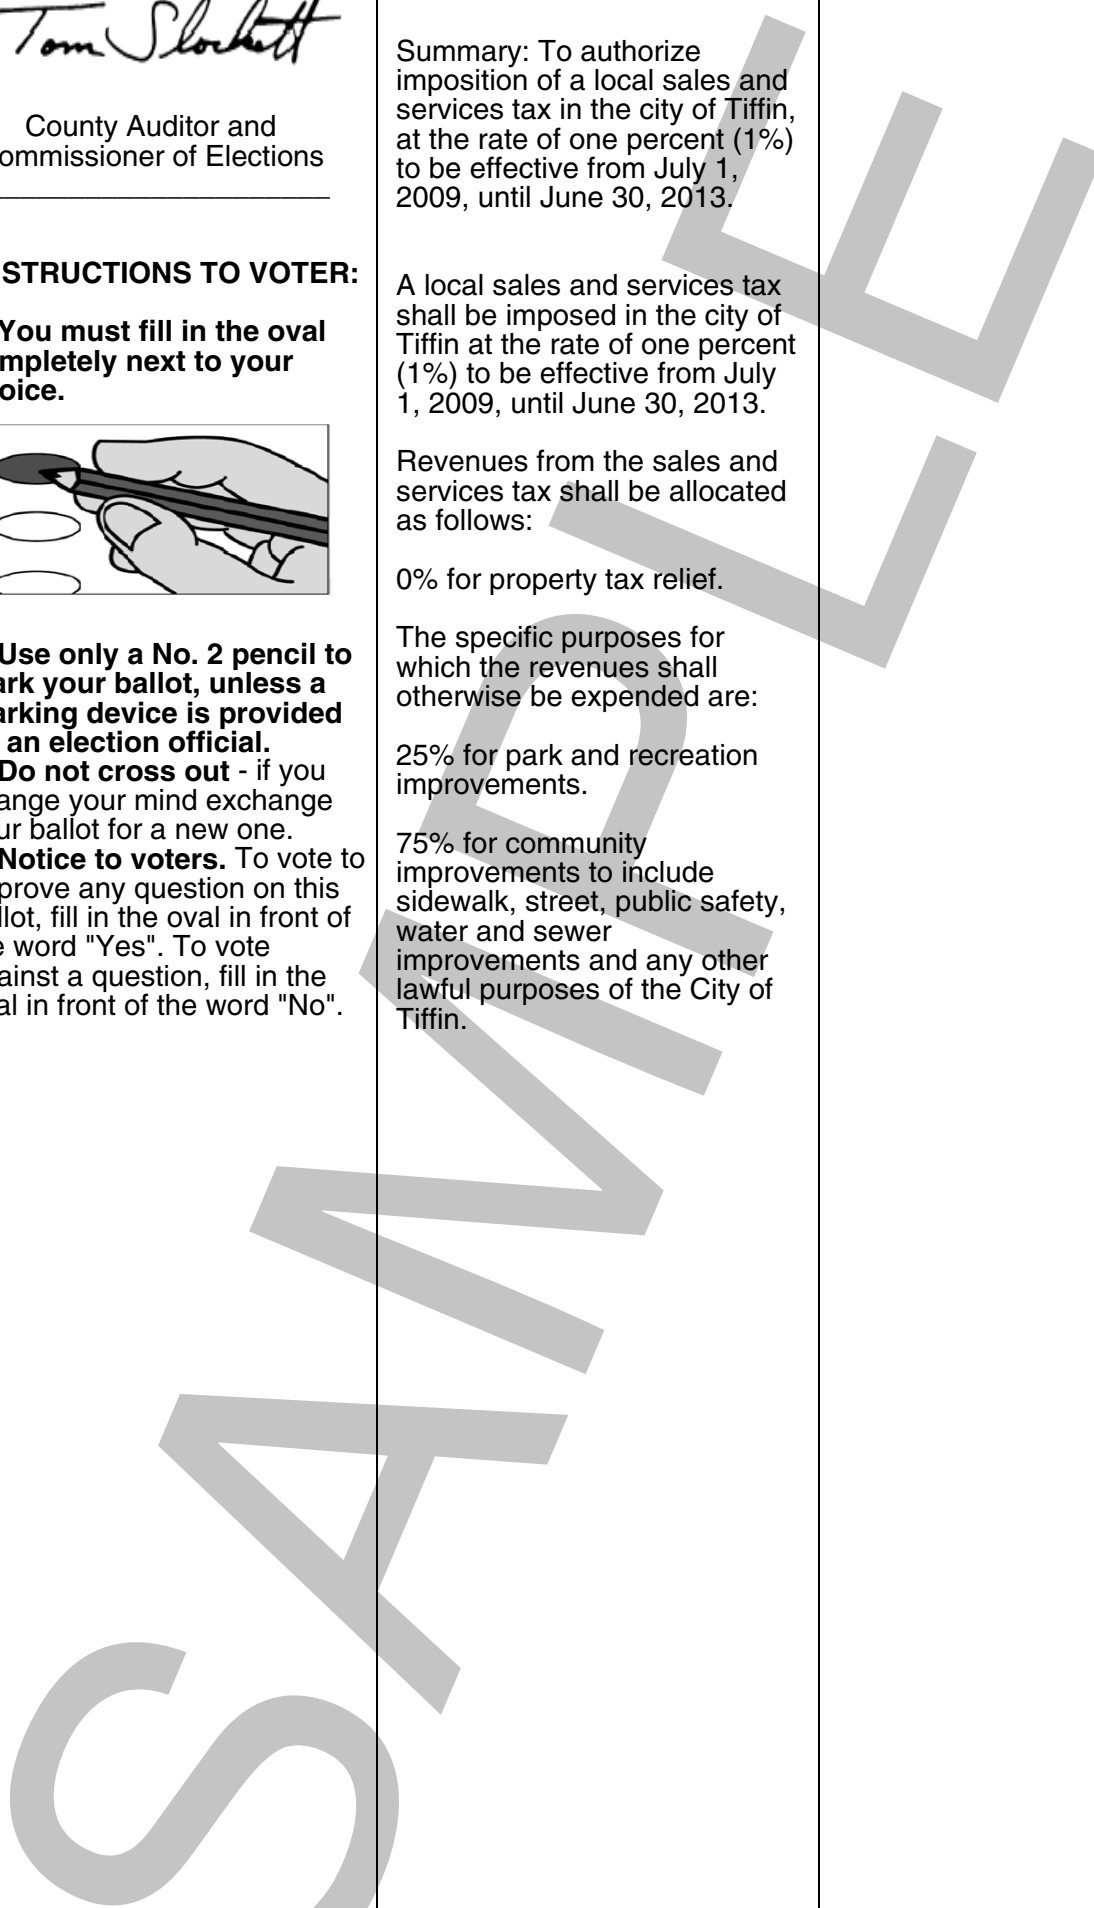 Tom Slockett
County Auditor and
ommissioner of Elections
STRUCTIONS TO VOTER:
You must fill in the oval
mpletely next to your
oice.
Use only a No. 2 pencil to
ark your ballot, unless a
arking device is provided
an election official.
Do not cross out - if you
ange your mind exchange
ur ballot for a new one.
Notice to voters. To vote to
prove any question on this
llot, fill in the oval in front of
e word "Yes". To vote
ainst a question, fill in the
al in front of the word "No".
Summary: To authorize
imposition of a local sales and
services tax in the city of Tiffin,
at the rate of one percent (1%)
to be effective from July 1,
2009, until June 30, 2013.
A local sales and services tax
shall be imposed in the city of
Tiffin at the rate of one percent
(1%) to be effective from July
1, 2009, until June 30, 2013.
Revenues from the sales and
services tax shall be allocated
as follows:
0% for property tax relief.
The specific purposes for
which the revenues shall
otherwise be expended are:
25% for park and recreation
improvements.
75% for community
improvements to include
sidewalk, street, public safety,
water and sewer
improvements and any other
lawful purposes of the City of
Tiffin.
SAMPLE